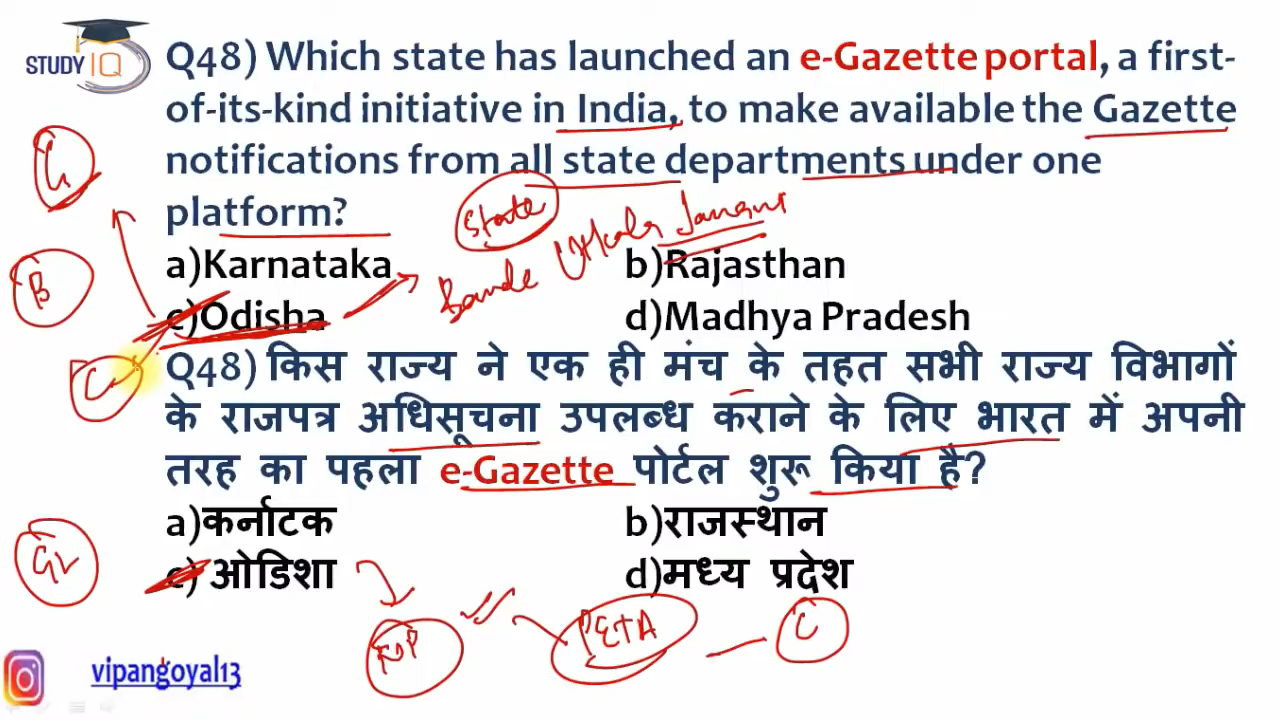 STUDY IQ
Q48) Which state has launched an e-Gazette portal, a first-
of-its-kind initiative in India, to make available the Gazette
notifications from all state departments under one
platform?
State
Bande Utkala Janani
a)Karnataka b)Rajasthan
c)Odisha d)Madhya Pradesh
B
Q48) किस राज्य ने एक ही मंच के तहत सभी राज्य विभागों
के राजपत्र अधिसूचना उपलब्ध कराने के लिए भारत में अपनी
तरह का पहला e-Gazette पोर्टल शुरू किया है?
a)कर्नाटक b)राजस्थान
c) ओडिशा d)मध्य प्रदेश
PETA
vipangoyal13